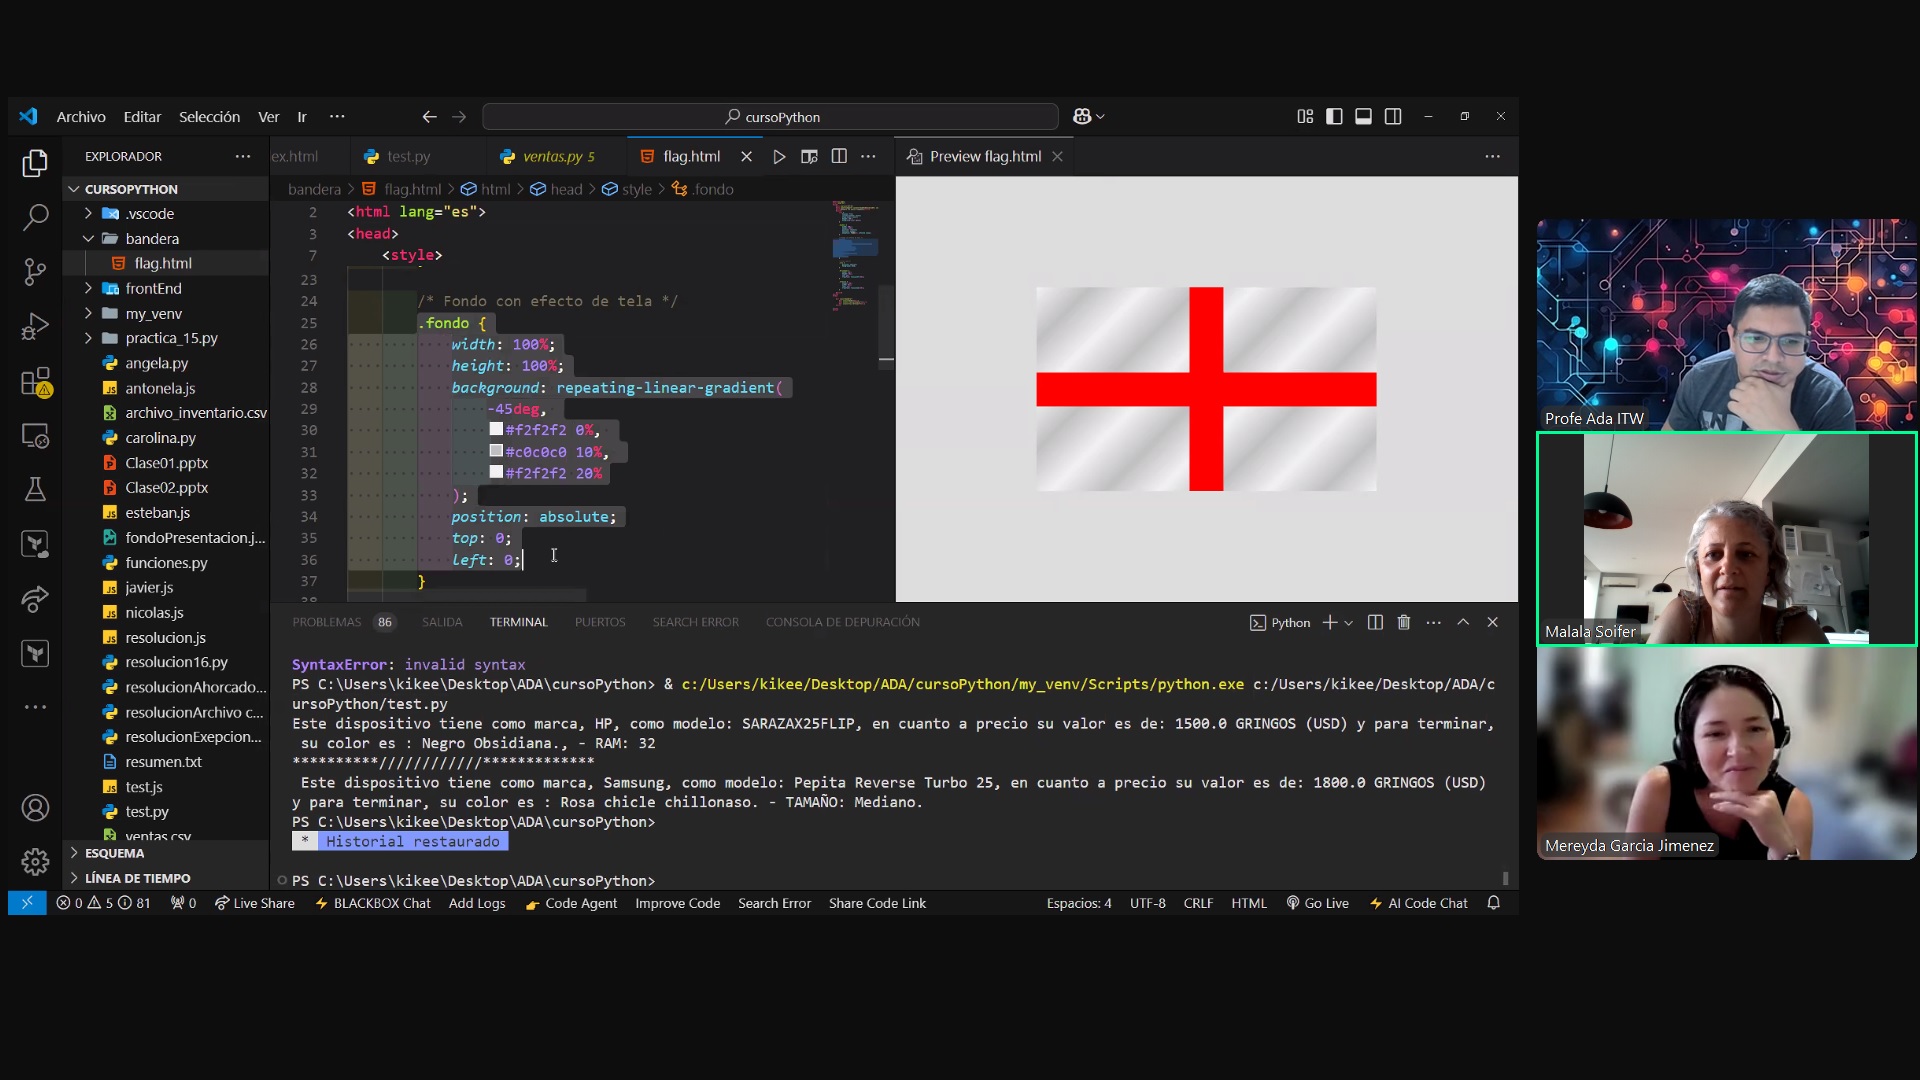 Archivo Editar Selección Ver Ir ··· cursoPython
EXPLORADOR ···
CURSOPYTHON
.vscode
bandera
flag.html
frontEnd
my_venv
practica_15.py
angela.py
antonela.js
archivo_inventario.csv
carolina.py
Clase01.pptx
Clase02.pptx
esteban.js
fondoPresentacion.j...
funciones.py
javier.js
nicolas.js
resolucion.js
resolucion16.py
resolucionAhorcado...
resolucionArchivo c...
resolucionExepcion...
resumen.txt
test.js
test.py
ventas.csv
ESQUEMA
LÍNEA DE TIEMPO
ex.html test.py ventas.py 5 flag.html
bandera > flag.html > html > head > style > .fondo
2 <html lang="es">
3 <head>
7 <style>
23
24 /* Fondo con efecto de tela */
25 .fondo {
26 width: 100%;
27 height: 100%;
28 background: repeating-linear-gradient(
29 -45deg,
30 #f2f2f2 0%,
31 #c0c0c0 10%,
32 #f2f2f2 20%
33 );
34 position: absolute;
35 top: 0;
36 left: 0;
37 }
38
Preview flag.html
PROBLEMAS 86 SALIDA TERMINAL PUERTOS SEARCH ERROR CONSOLA DE DEPURACIÓN Python
SyntaxError: invalid syntax
PS C:\Users\kikee\Desktop\ADA\cursoPython> & c:/Users/kikee/Desktop/ADA/cursoPython/my_venv/Scripts/python.exe c:/Users/kikee/Desktop/ADA/c
ursoPython/test.py
Este dispositivo tiene como marca, HP, como modelo: SARAZAX25FLIP, en cuanto a precio su valor es de: 1500.0 GRINGOS (USD) y para terminar,
su color es : Negro Obsidiana., - RAM: 32
**********////////////*************
Este dispositivo tiene como marca, Samsung, como modelo: Pepita Reverse Turbo 25, en cuanto a precio su valor es de: 1800.0 GRINGOS (USD)
y para terminar, su color es : Rosa chicle chillonaso. - TAMAÑO: Mediano.
PS C:\Users\kikee\Desktop\ADA\cursoPython>
* Historial restaurado
PS C:\Users\kikee\Desktop\ADA\cursoPython>
0 5 81 0 Live Share BLACKBOX Chat Add Logs Code Agent Improve Code Search Error Share Code Link Espacios: 4 UTF-8 CRLF HTML Go Live AI Code Chat
Profe Ada ITW
Malala Soifer
Mereyda Garcia Jimenez